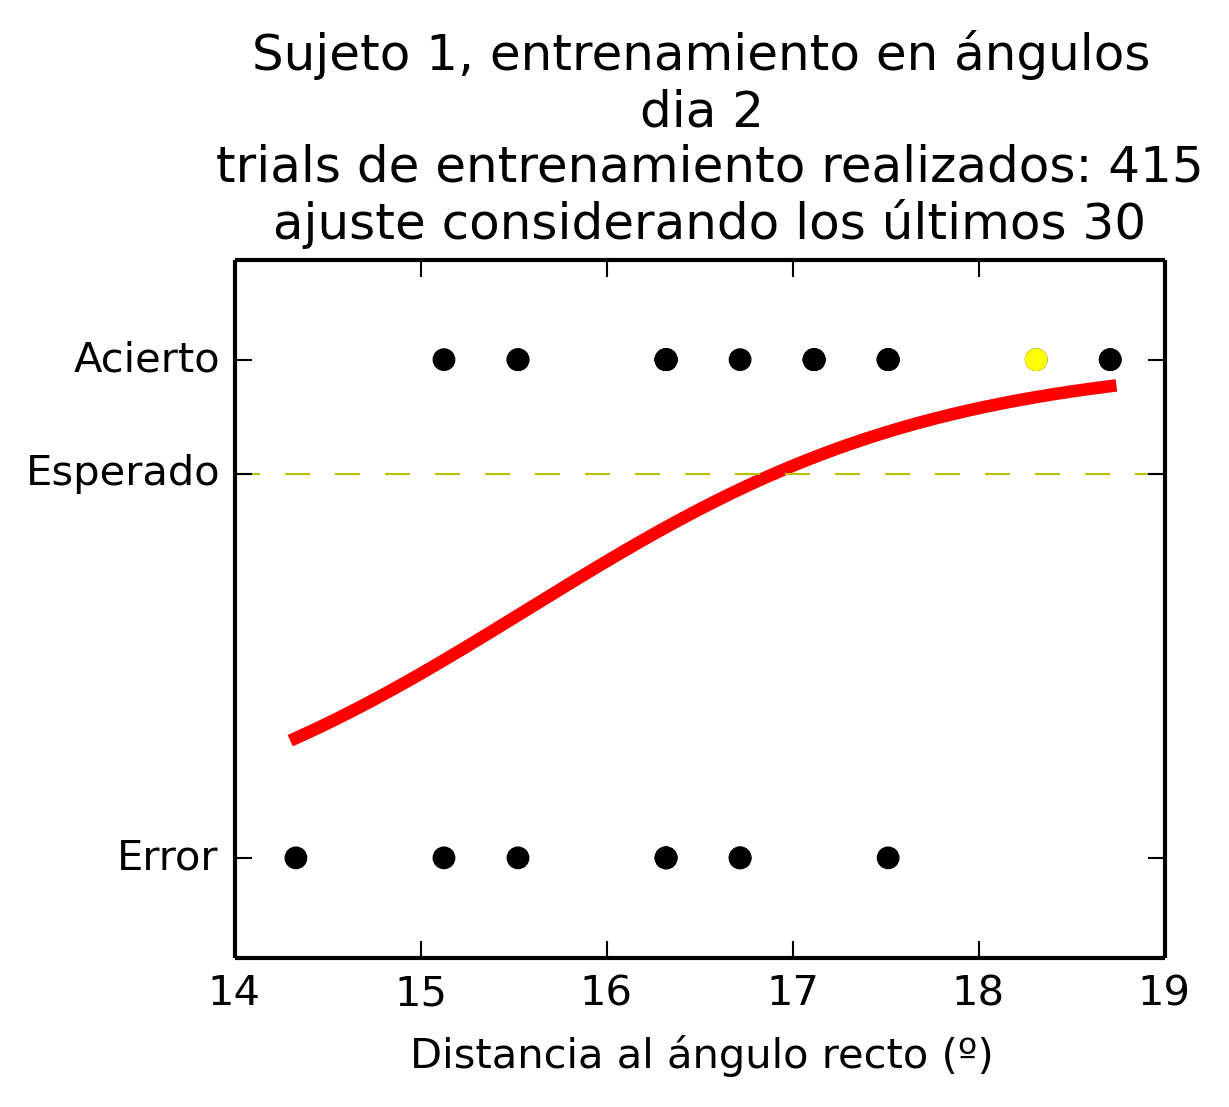 Sujeto 1, entrenamiento en ángulos
dia 2
trials de entrenamiento realizados: 415
ajuste considerando los últimos 30
Acierto
Esperado
Error
14 15 16 17 18 19
Distancia al ángulo recto (º)